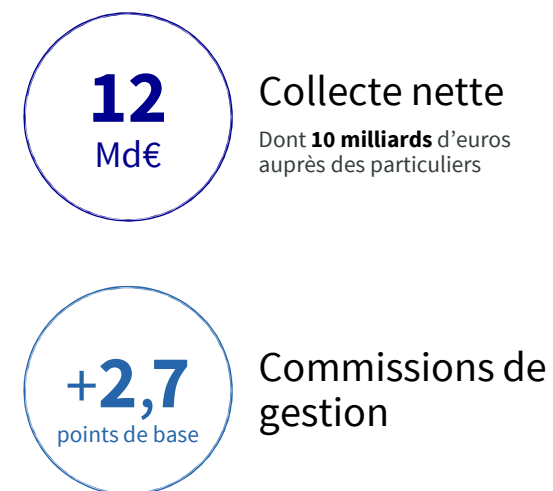 12
Md€
Collecte nette
Dont 10 milliards d’euros
auprès des particuliers
+2,7
points de base
Commissions de
gestion